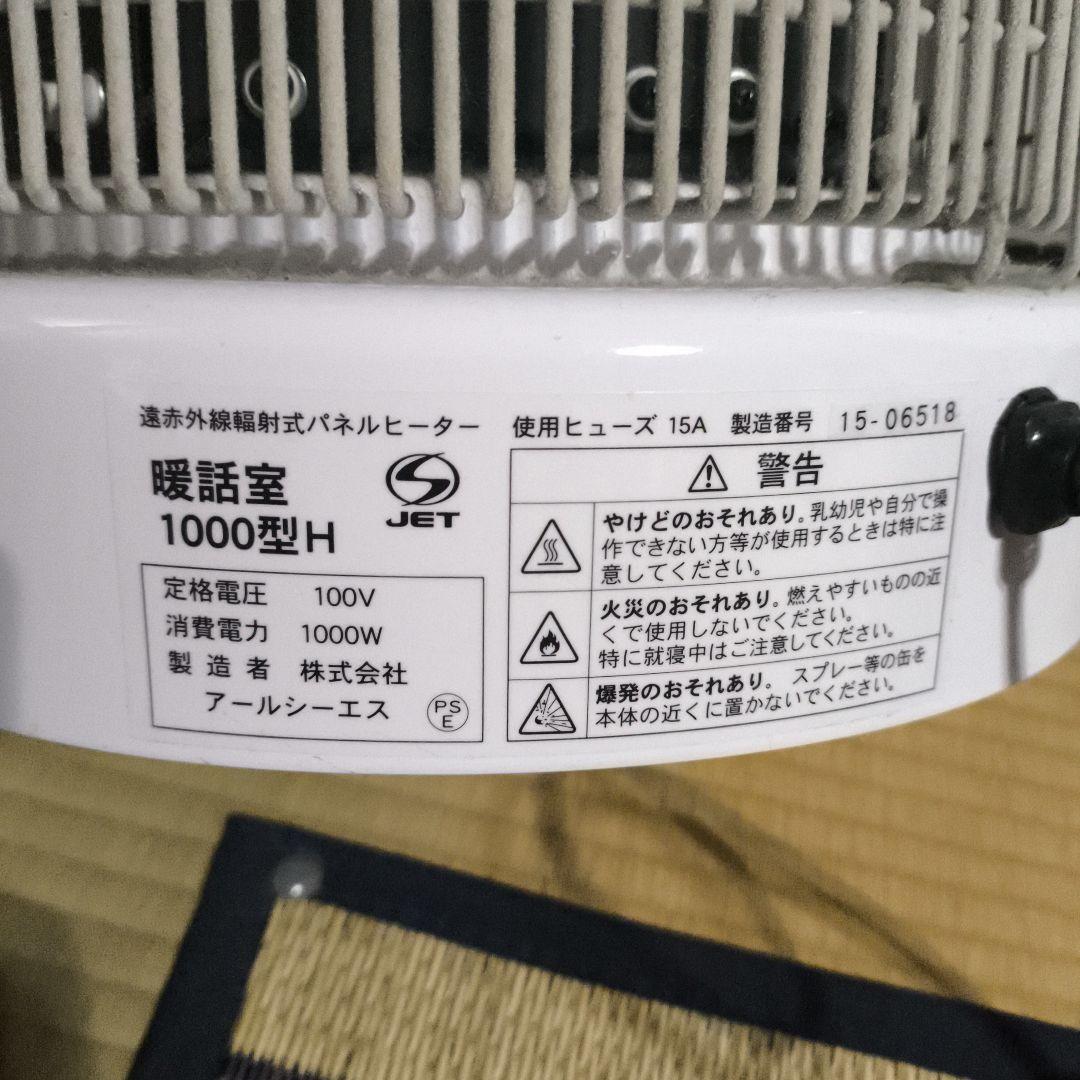 遠赤外線輻射式パネルヒーター
暖話室
1000型H
JET
定格電圧 100V
消費電力 1000W
製造者 株式会社
アールシーエス
PS
E
使用ヒューズ 15A 製造番号 15-06518
警告
やけどのおそれあり。乳幼児や自分で操
作できない方等が使用するときは特に注
意してください。
火災のおそれあり。燃えやすいものの近
くで使用しないでください。
特に就寝中はご注意してください。
爆発のおそれあり。 スプレー等の缶を
本体の近くに置かないでください。